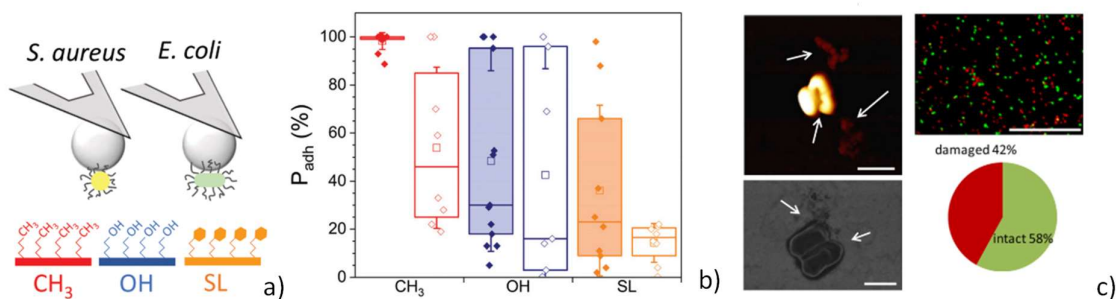 S. aureus
E. coli
CH3 CH3 CH3 CH3
OH OH OH OH
CH3
OH
SL
a)
Padh (%)
100
80
60
40
20
0
CH3
OH
SL
b)
damaged 42%
intact 58%
c)